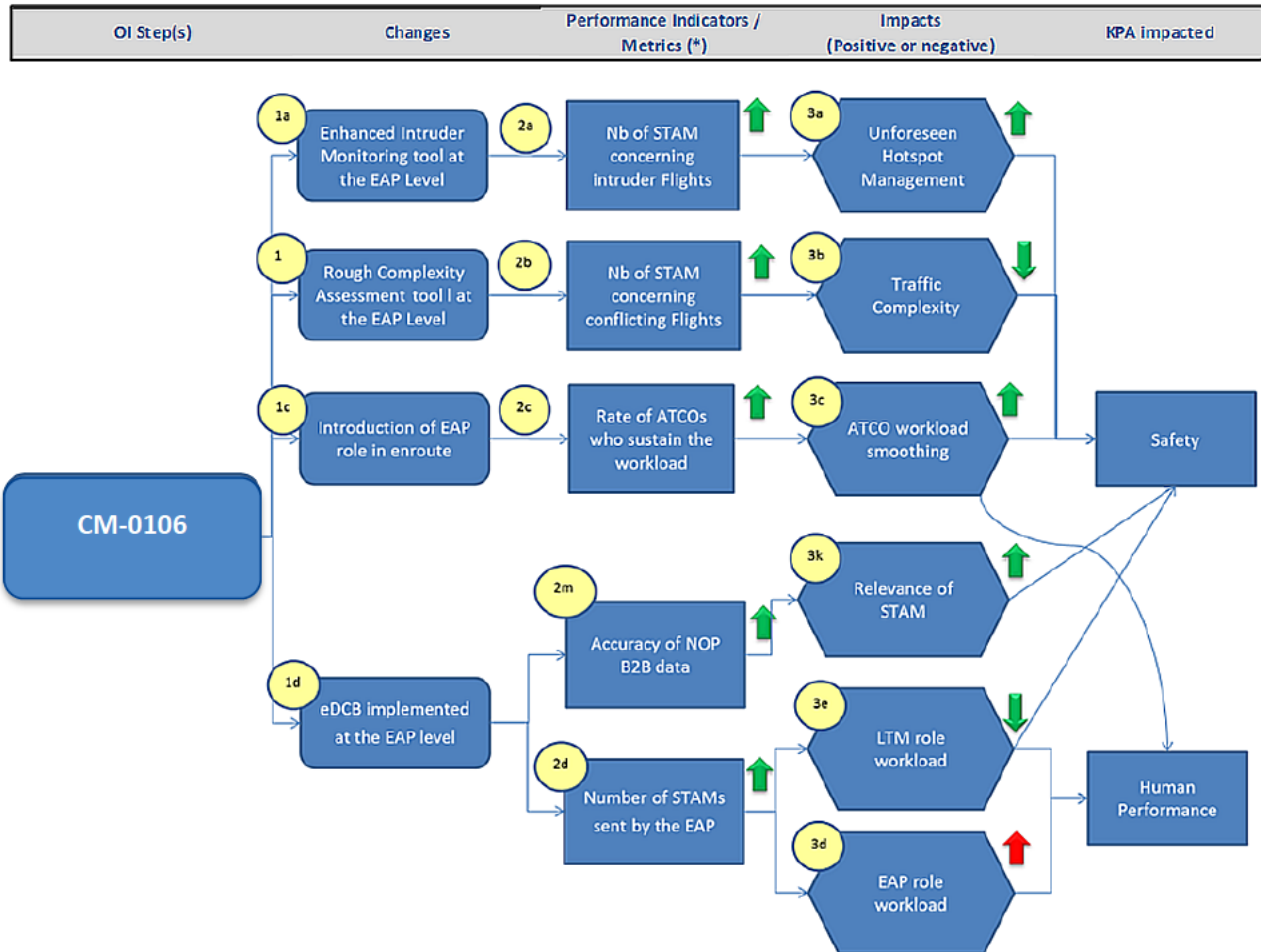 OI Step(s)
Changes
Performance Indicators /
Metrics (*)
Impacts
(Positive or negative)
KPA impacted
1a
Enhanced Intruder
Monitoring tool at
the EAP Level
2a
Nb of STAM
concerning
intruder Flights
3a
Unforeseen
Hotspot
Management
1
Rough Complexity
Assessment tool l at
the EAP Level
2b
Nb of STAM
concerning
conflicting Flights
3b
Traffic
Complexity
1c
Introduction of EAP
role in enroute
2c
Rate of ATCOs
who sustain the
workload
3c
ATCO workload
smoothing
Safety
CM-0106
2m
Accuracy of NOP
B2B data
3k
Relevance of
STAM
1d
eDCB implemented
at the EAP level
2d
Number of STAMs
sent by the EAP
3e
LTM role
workload
3d
EAP role
workload
Human
Performance